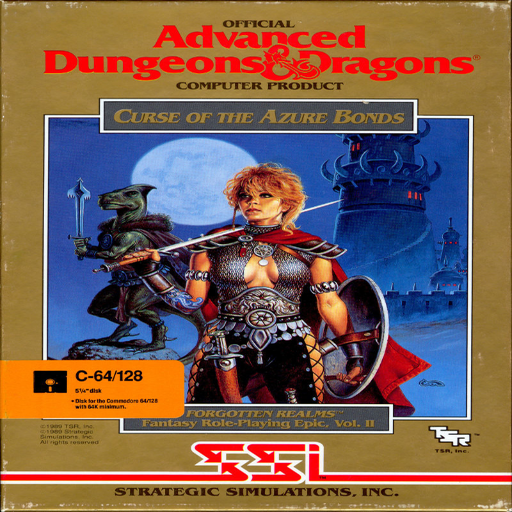 OFFICIAL
Advanced
Dungeons & Dragons®
COMPUTER PRODUCT
CURSE OF THE AZURE BONDS
C-64/128
5¼" disk
• Disk for the Commodore 64/128
with 64K minimum.
FORGOTTEN REALMS™
Fantasy Role-Playing Epic, Vol. II
©1989 TSR, Inc.
©1989 Strategic
Simulations, Inc.
All rights reserved
TSR™
TSR, Inc.
SSI
STRATEGIC SIMULATIONS, INC.